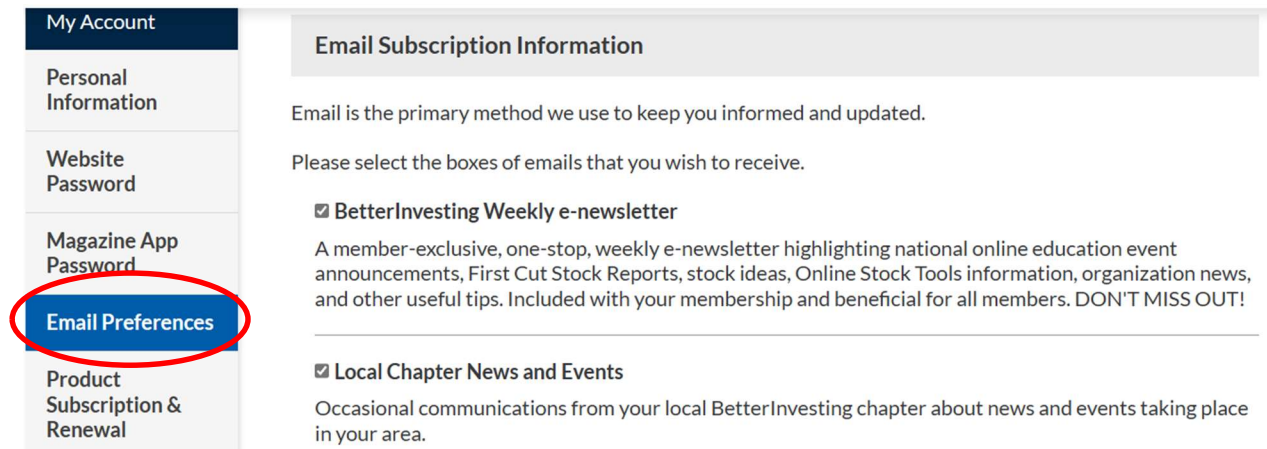 My Account
Personal
Information
Website
Password
Magazine App
Password
Email Preferences
Product
Subscription &
Renewal
Email Subscription Information
Email is the primary method we use to keep you informed and updated.
Please select the boxes of emails that you wish to receive.
BetterInvesting Weekly e-newsletter
A member-exclusive, one-stop, weekly e-newsletter highlighting national online education event
announcements, First Cut Stock Reports, stock ideas, Online Stock Tools information, organization news,
and other useful tips. Included with your membership and beneficial for all members. DON'T MISS OUT!
Local Chapter News and Events
Occasional communications from your local BetterInvesting chapter about news and events taking place
in your area.